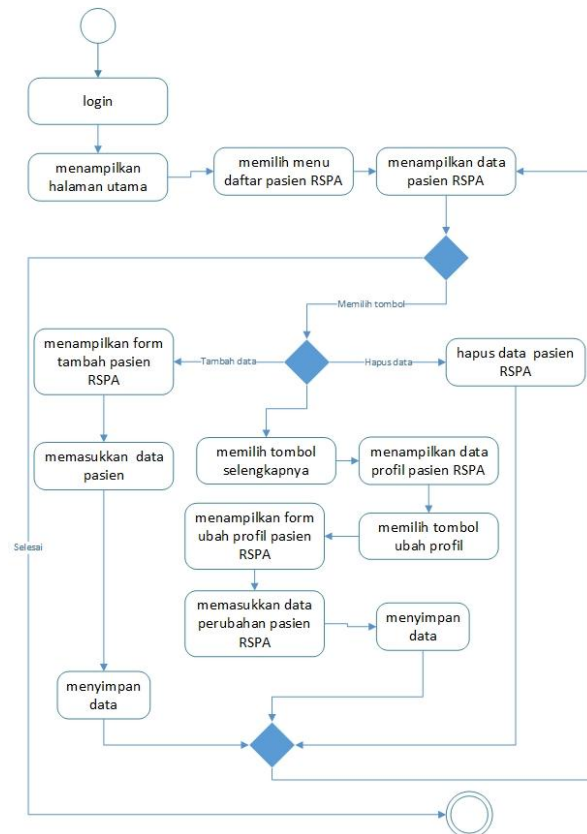 login
menampilkan
halaman utama
memilih menu
daftar pasien RSPA
menampilkan data
pasien RSPA
Memilih tombol
menampilkan form
tambah pasien
RSPA
Tambah data
Hapus data
hapus data pasien
RSPA
memasukkan data
pasien
memilih tombol
selengkapnya
menampilkan data
profil pasien RSPA
menampilkan form
ubah profil pasien
RSPA
memilih tombol
ubah profil
Selesai
memasukkan data
perubahan pasien
RSPA
menyimpan
data
menyimpan
data